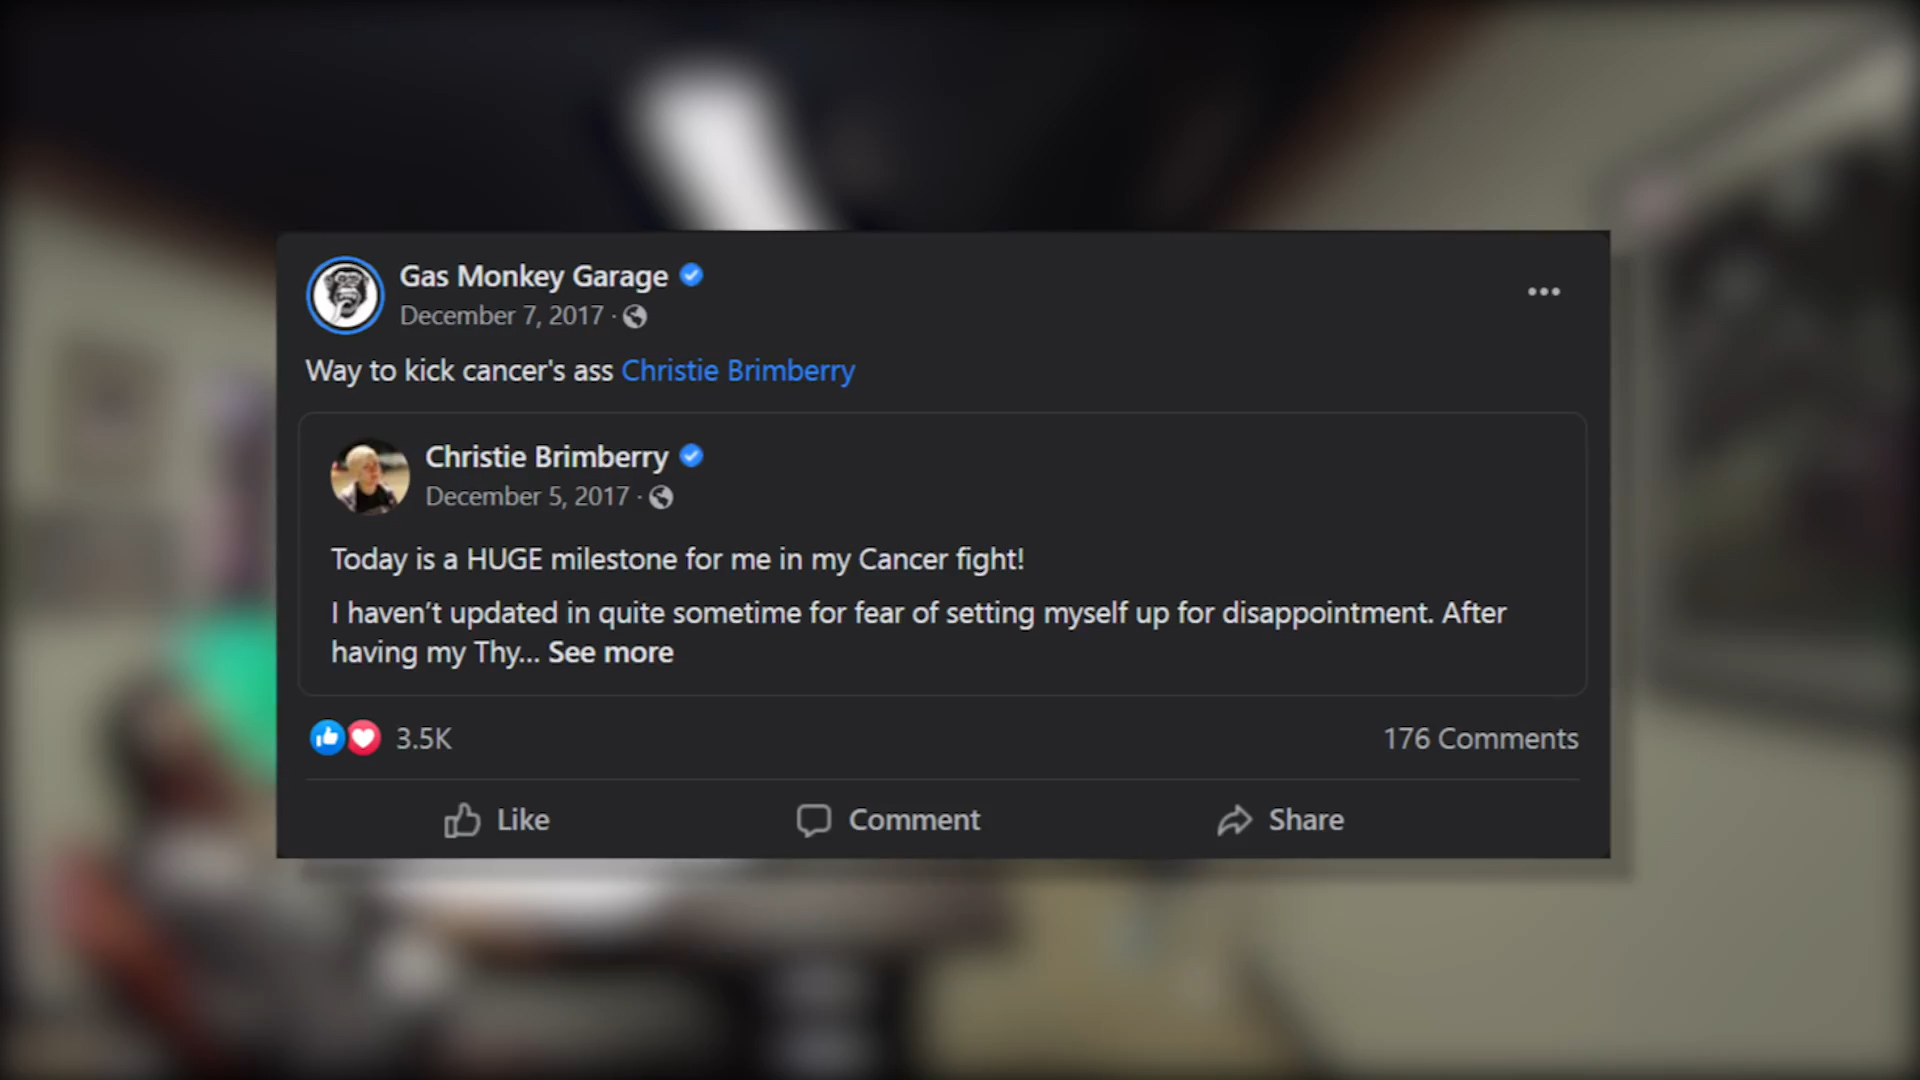 Gas Monkey Garage
December 7, 2017 ·
Way to kick cancer's ass Christie Brimberry
Christie Brimberry
December 5, 2017 ·
Today is a HUGE milestone for me in my Cancer fight!
I haven’t updated in quite sometime for fear of setting myself up for disappointment. After
having my Thy... See more
3.5K
176 Comments
Like
Comment
Share